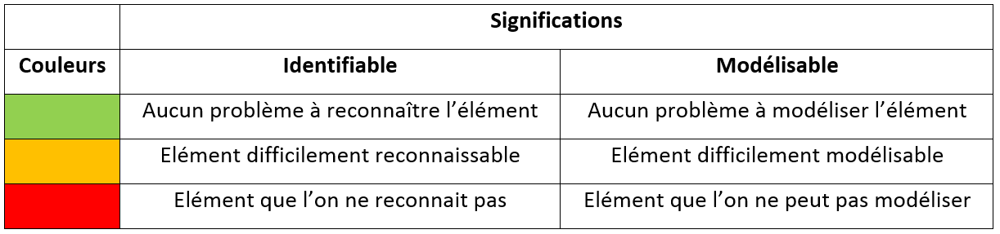 Significations
Couleurs Identifiable Modélisable
Aucun problème à reconnaître l’élément Aucun problème à modéliser l’élément
Elément difficilement reconnaissable Elément difficilement modélisable
Elément que l’on ne reconnait pas Elément que l’on ne peut pas modéliser